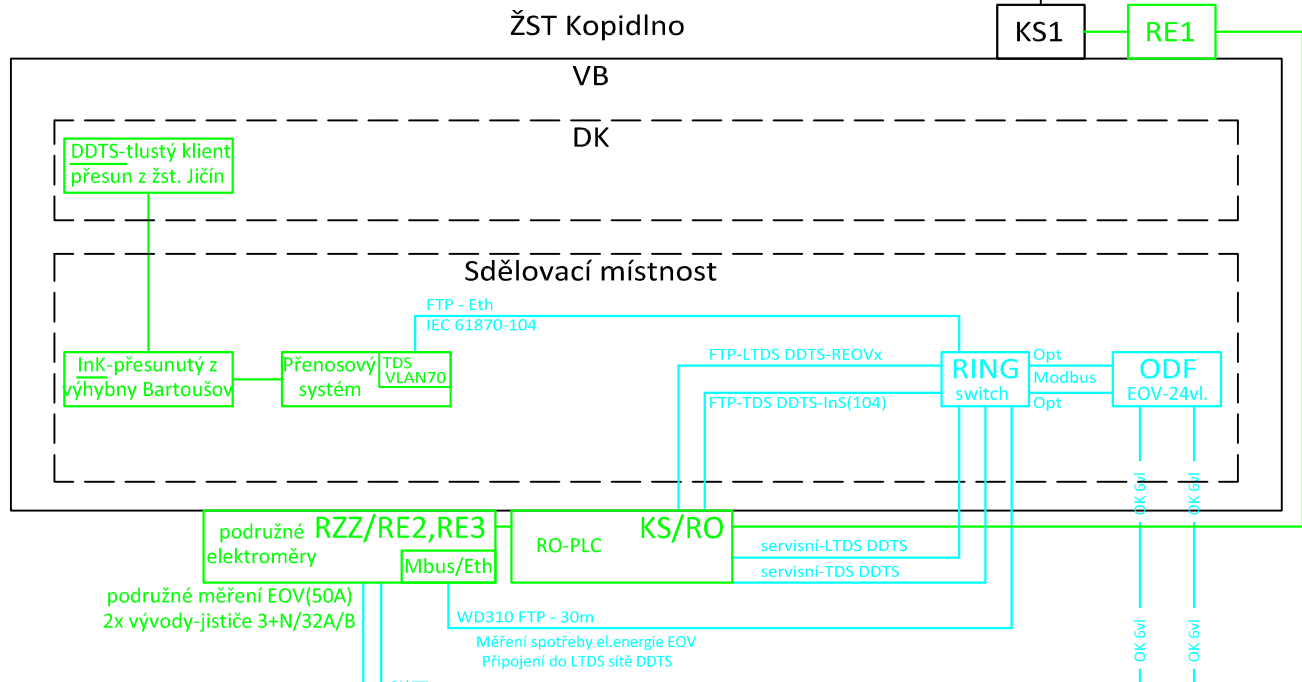 ŽST Kopidlno
KS1
RE1
VB
DK
DDTS-tlustý klient
přesun z žst. Jičín
Sdělovací místnost
FTP - Eth
IEC 61870-104
InK-přesunutý z
výhybny Bartoušov
Přenosový
systém
TDS
VLAN70
FTP-LTDS DDTS-REOVx
FTP-TDS DDTS-InS(104)
RING
switch
Opt
Modbus
Opt
ODF
EOV-24vl.
OK 6vl
OK 6vl
podružné
elektroměry
RZZ/RE2,RE3
Mbus/Eth
RO-PLC
KS/RO
servisní-LTDS DDTS
servisní-TDS DDTS
podružné měření EOV(50A)
2x vývody-jističe 3+N/32A/B
WD310 FTP - 30m
Měření spotřeby el.energie EOV
Připojení do LTDS sítě DDTS
OK 6vl
OK 6vl